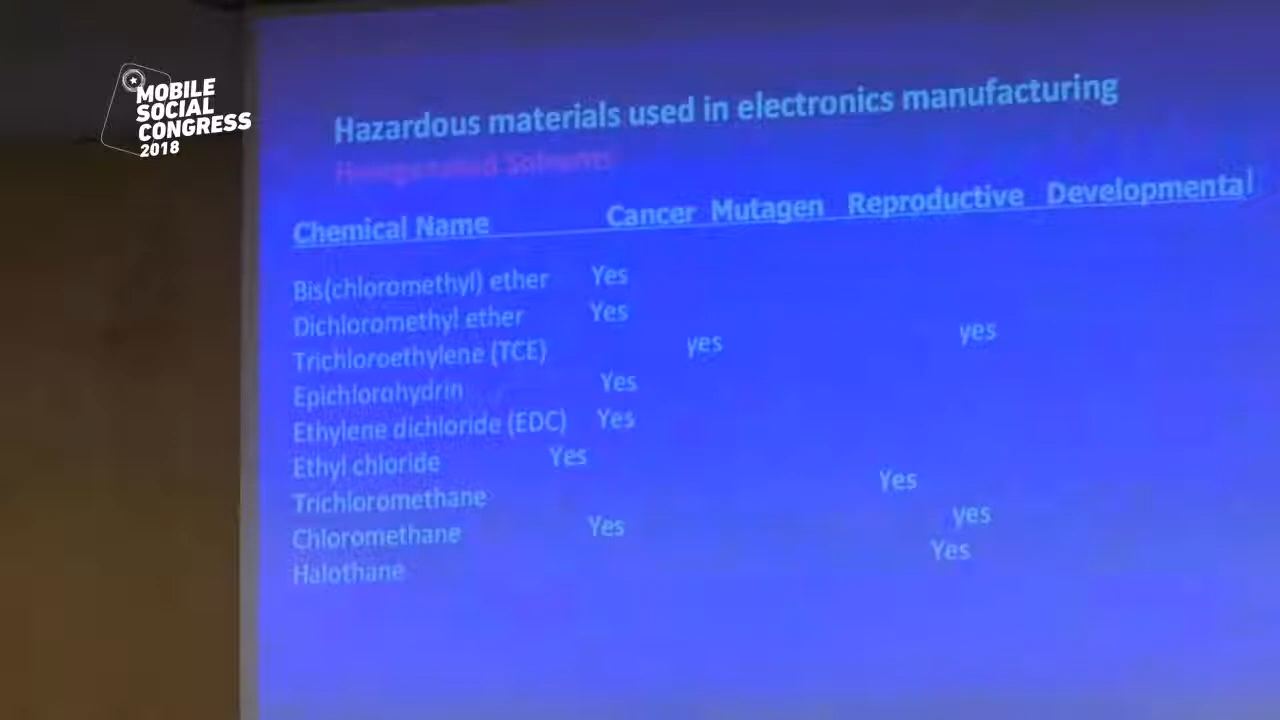 MOBILE
SOCIAL
CONGRESS
2018
Hazardous materials used in electronics manufacturing
Solvents
Chemical Name Cancer Mutagen Reproductive Developmental
Bis(chloromethyl) ether Yes
Dichloromethyl ether Yes
Trichloroethylene (TCE) yes yes
Epichlorohydrin Yes
Ethylene dichloride (EDC) Yes
Ethyl chloride Yes
Trichloromethane Yes
Chloromethane Yes yes
Halothane Yes